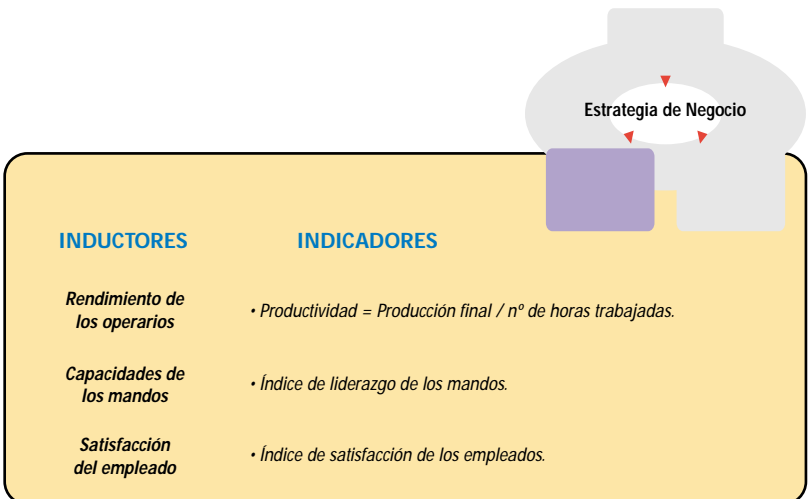 Estrategia de Negocio
INDUCTORES
INDICADORES
Rendimiento de
los operarios
• Productividad = Producción final / nº de horas trabajadas.
Capacidades de
los mandos
• Índice de liderazgo de los mandos.
Satisfacción
del empleado
• Índice de satisfacción de los empleados.